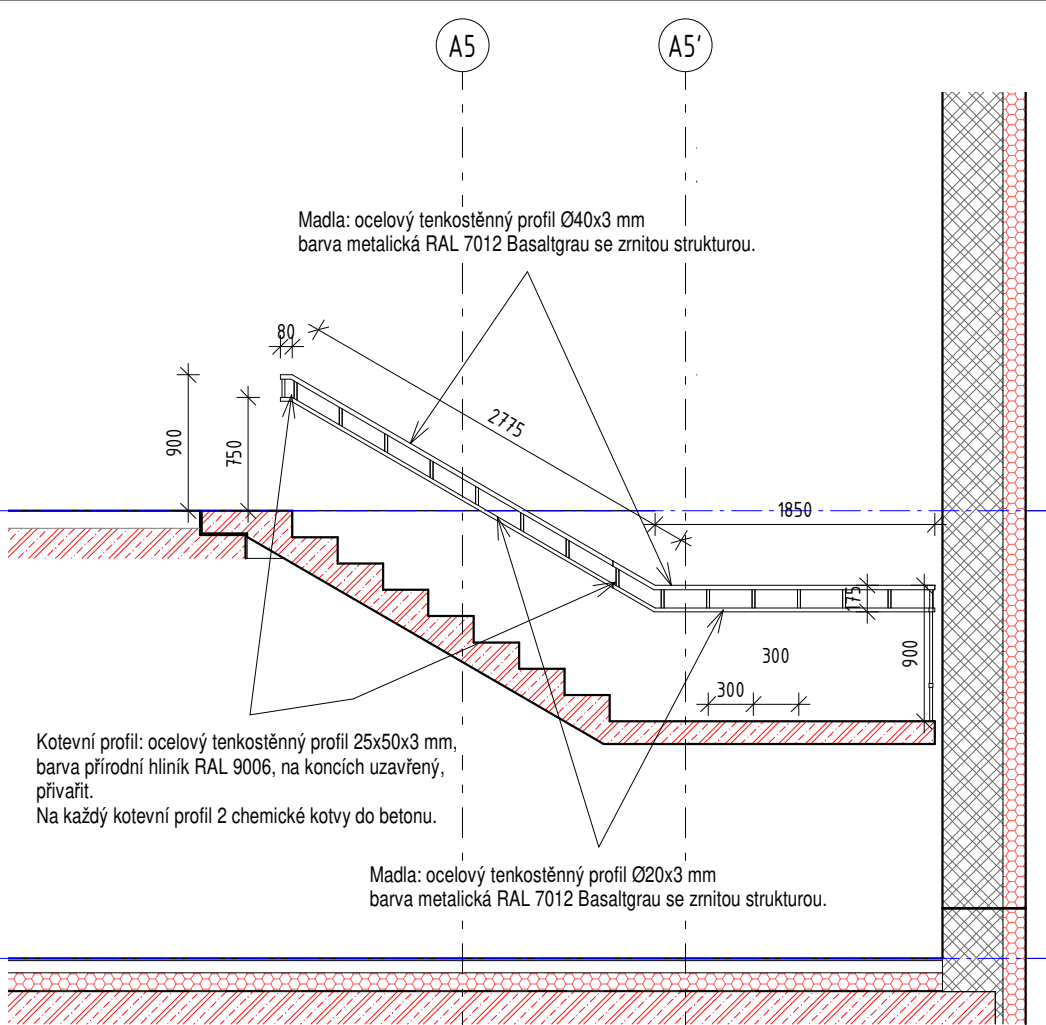 A5
A5'
Madla: ocelový tenkostěnný profil Ø40x3 mm
barva metalická RAL 7012 Basaltgrau se zrnitou strukturou.
80
2775
900
750
1850
175
300
900
300
Kotevní profil: ocelový tenkostěnný profil 25x50x3 mm,
barva přírodní hliník RAL 9006, na koncích uzavřený,
přivařit.
Na každý kotevní profil 2 chemické kotvy do betonu.
Madla: ocelový tenkostěnný profil Ø20x3 mm
barva metalická RAL 7012 Basaltgrau se zrnitou strukturou.